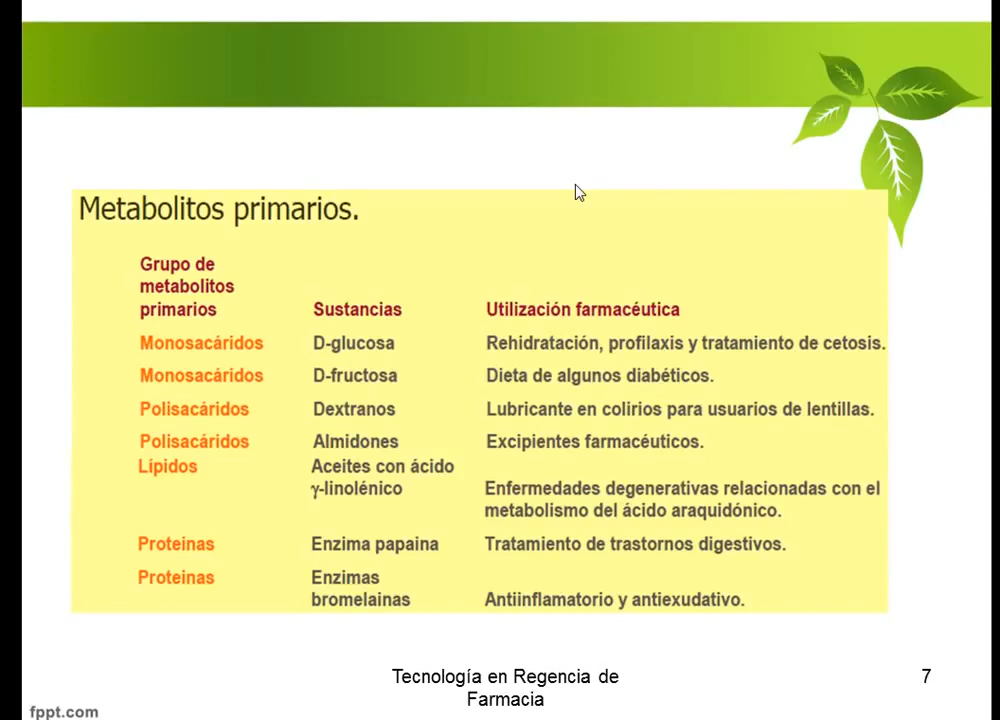 Metabolitos primarios.
Grupo de
metabolitos
primarios Sustancias Utilización farmacéutica
Monosacáridos D-glucosa Rehidratación, profilaxis y tratamiento de cetosis.
Monosacáridos D-fructosa Dieta de algunos diabéticos.
Polisacáridos Dextranos Lubricante en colirios para usuarios de lentillas.
Polisacáridos Almidones Excipientes farmacéuticos.
Lípidos Aceites con ácido
γ-linolénico Enfermedades degenerativas relacionadas con el
metabolismo del ácido araquidónico.
Proteinas Enzima papaina Tratamiento de trastornos digestivos.
Proteinas Enzimas
bromelainas Antiinflamatorio y antiexudativo.
Tecnología en Regencia de
Farmacia
7
fppt.com